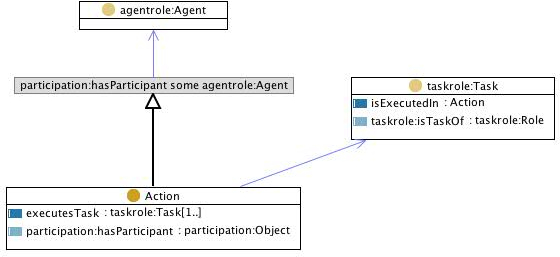 agentrole:Agent
participation:hasParticipant some agentrole:Agent
taskrole:Task
isExecutedIn : Action
taskrole:isTaskOf : taskrole:Role
Action
executesTask : taskrole:Task[1..]
participation:hasParticipant : participation:Object